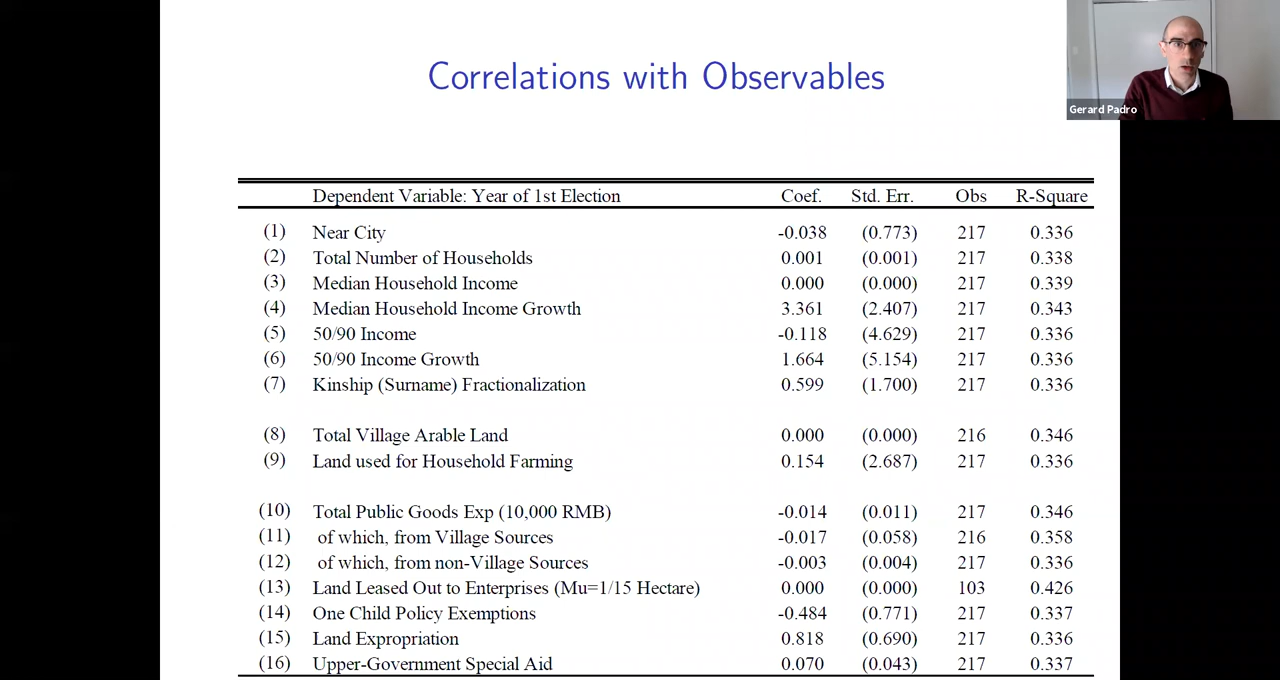 Correlations with Observables
Gerard Padro
Dependent Variable: Year of 1st Election Coef. Std. Err. Obs R-Square
(1) Near City -0.038 (0.773) 217 0.336
(2) Total Number of Households 0.001 (0.001) 217 0.338
(3) Median Household Income 0.000 (0.000) 217 0.339
(4) Median Household Income Growth 3.361 (2.407) 217 0.343
(5) 50/90 Income -0.118 (4.629) 217 0.336
(6) 50/90 Income Growth 1.664 (5.154) 217 0.336
(7) Kinship (Surname) Fractionalization 0.599 (1.700) 217 0.336
(8) Total Village Arable Land 0.000 (0.000) 216 0.346
(9) Land used for Household Farming 0.154 (2.687) 217 0.336
(10) Total Public Goods Exp (10,000 RMB) -0.014 (0.011) 217 0.346
(11) of which, from Village Sources -0.017 (0.058) 216 0.358
(12) of which, from non-Village Sources -0.003 (0.004) 217 0.336
(13) Land Leased Out to Enterprises (Mu=1/15 Hectare) 0.000 (0.000) 103 0.426
(14) One Child Policy Exemptions -0.484 (0.771) 217 0.337
(15) Land Expropriation 0.818 (0.690) 217 0.336
(16) Upper-Government Special Aid 0.070 (0.043) 217 0.337